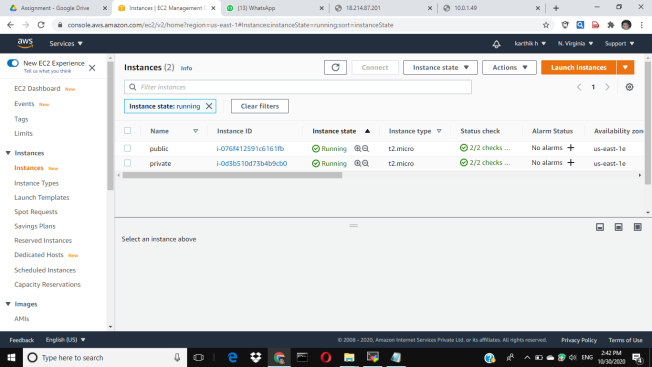 Assignment - Google Drive
Instances | EC2 Management C
(13) WhatsApp
18.214.87.201
10.0.1.49
console.aws.amazon.com/ec2/v2/home?region=us-east-1#Instances:instanceState=running;sort=instanceState
aws
Services
karthik.h
N. Virginia
Support
New EC2 Experience
Tell us what you think
EC2 Dashboard New
Events New
Tags
Limits
Instances
Instances New
Instance Types
Launch Templates
Spot Requests
Savings Plans
Reserved Instances
Dedicated Hosts New
Scheduled Instances
Capacity Reservations
Images
AMIs
Instances (2) Info
Connect
Instance state
Actions
Launch instances
Filter instances
1
Instance state: running
Clear filters
Name Instance ID Instance state Instance type Status check Alarm Status Availability zone
public i-076f412591c6161fb Running t2.micro 2/2 checks ... No alarms + us-east-1e
private i-0d3b510d73b4b9cb0 Running t2.micro 2/2 checks ... No alarms + us-east-1e
Select an instance above
Feedback English (US) © 2008 - 2020, Amazon Internet Services Private Ltd. or its affiliates. All rights reserved. Privacy Policy Terms of Use
Type here to search
ENG
2:42 PM
10/30/2020